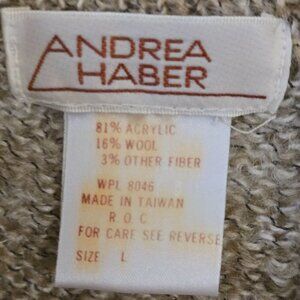 ANDREA
HABER
81% ACRYLIC
16% WOOL
3% OTHER FIBER
WPL 8046
MADE IN TAIWAN
R O C
FOR CARE SEE REVERSE
SIZE L